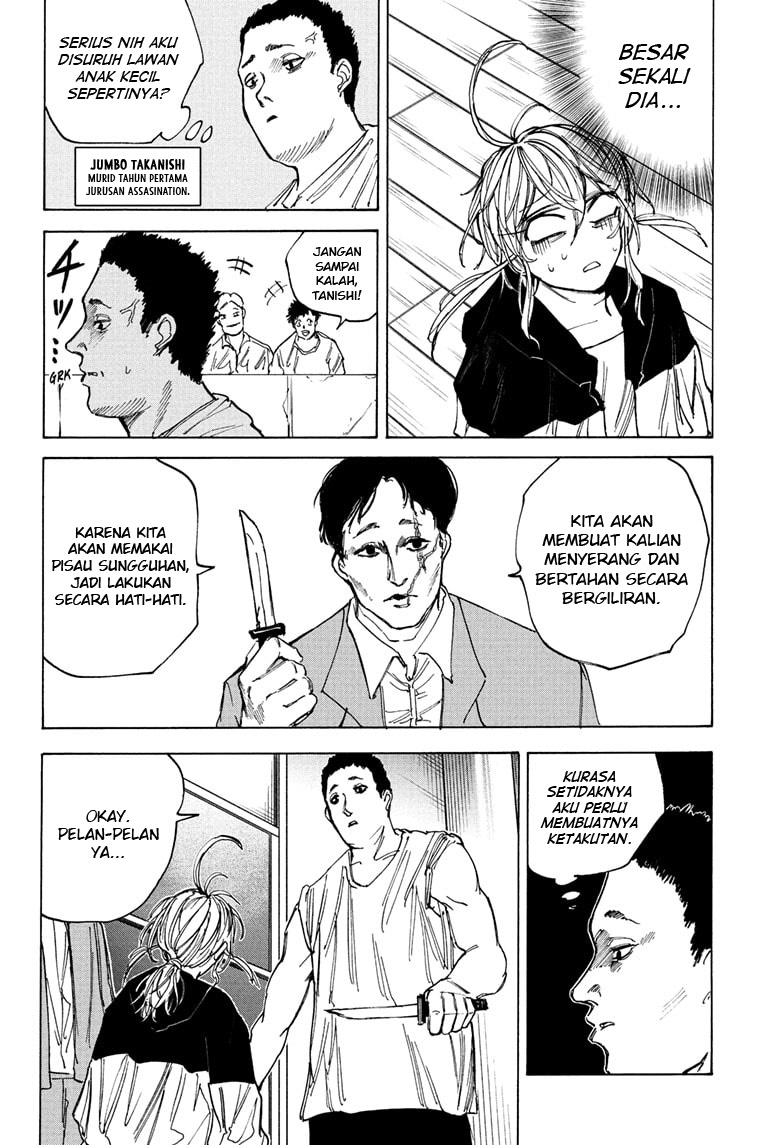 BESAR
SEKALI
DIA...
SERIUS NIH AKU
DISURUH LAWAN
ANAK KECIL
SEPERTINYA?
JUMBO TAKANISHI
MURID TAHUN PERTAMA
JURUSAN ASSASINATION.
JANGAN
SAMPAI
KALAH,
TANISHI!
チッ…
GRK
KITA AKAN
MEMBUAT KALIAN
MENYERANG DAN
BERTAHAN SECARA
BERGILIRAN.
KARENA KITA
AKAN MEMAKAI
PISAU SUNGGUHAN,
JADI LAKUKAN
SECARA HATI-HATI.
KURASA
SETIDAKNYA
AKU PERLU
MEMBUATNYA
KETAKUTAN.
OKAY.
PELAN-PELAN
YA...